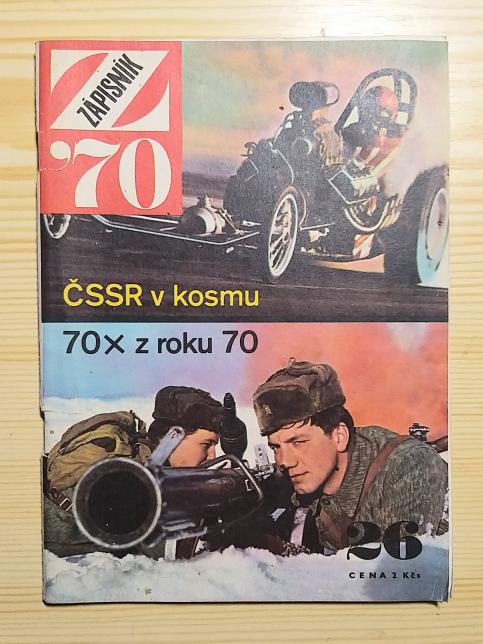 Z
ZÁPISNÍK
'70
ČSSR v kosmu
70× z roku 70
26
CENA 2 Kčs